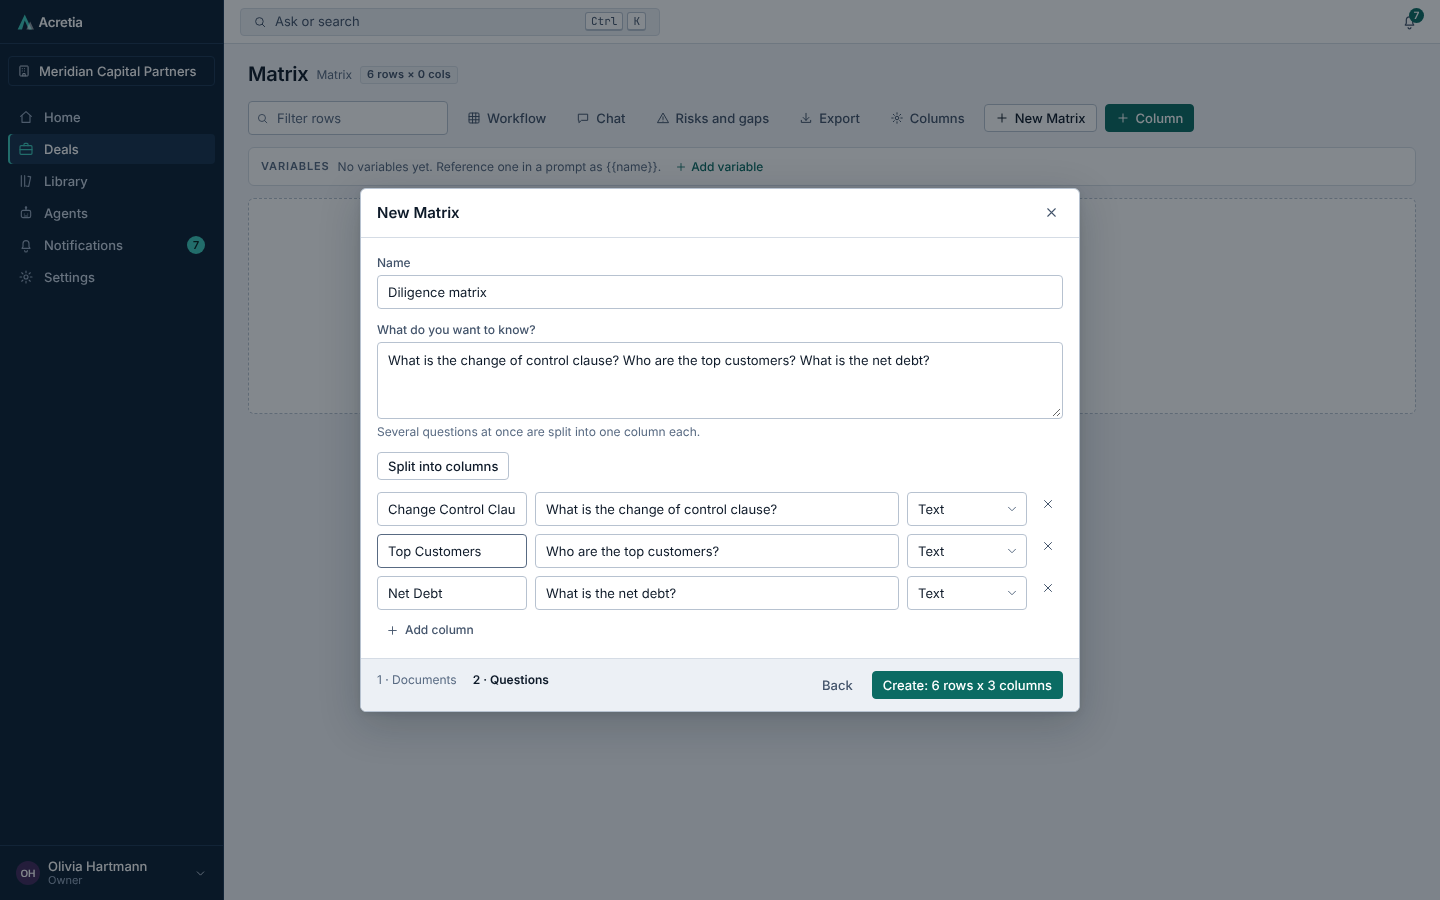 Acretia
Ask or search
Ctrl K
7
Meridian Capital Partners
Home
Deals
Library
Agents
Notifications 7
Settings
Olivia Hartmann
OH
Owner
Matrix Matrix 6 rows × 0 cols
Filter rows
Workflow
Chat
Risks and gaps
Export
Columns
New Matrix
Column
VARIABLES No variables yet. Reference one in a prompt as {{name}}. + Add variable
New Matrix
Name
Diligence matrix
What do you want to know?
What is the change of control clause? Who are the top customers? What is the net debt?
Several questions at once are split into one column each.
Split into columns
Change Control Clau What is the change of control clause? Text
Top Customers Who are the top customers? Text
Net Debt What is the net debt? Text
Add column
1 · Documents 2 · Questions
Back
Create: 6 rows x 3 columns